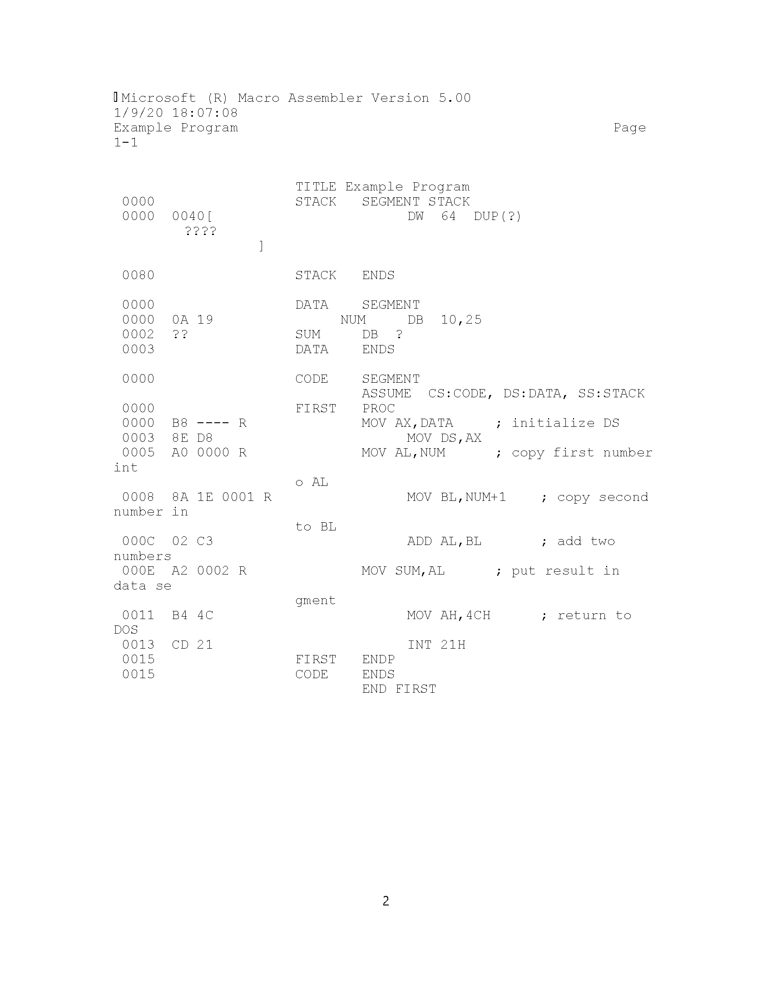 Microsoft (R) Macro Assembler Version 5.00
1/9/20 18:07:08
Example Program                                             Page
1-1
                      TITLE Example Program
 0000                 STACK   SEGMENT STACK
 0000  0040[                       DW  64  DUP(?)
        ????
                 ]
 0080                 STACK   ENDS
 0000                 DATA    SEGMENT
 0000  0A 19               NUM     DB  10,25
 0002  ??             SUM     DB  ?
 0003                 DATA    ENDS
 0000                 CODE    SEGMENT
                              ASSUME  CS:CODE, DS:DATA, SS:STACK
 0000                 FIRST   PROC
 0000  B8 ---- R              MOV AX,DATA     ; initialize DS
 0003  8E D8                       MOV DS,AX
 0005  A0 0000 R              MOV AL,NUM      ; copy first number
int
                      o AL
 0008  8A 1E 0001 R                MOV BL,NUM+1    ; copy second
number in
                      to BL
 000C  02 C3                       ADD AL,BL       ; add two
numbers
 000E  A2 0002 R              MOV SUM,AL      ; put result in
data se
                      gment
 0011  B4 4C                       MOV AH,4CH      ; return to
DOS
 0013  CD 21                       INT 21H
 0015                 FIRST   ENDP
 0015                 CODE    ENDS
                              END FIRST
2